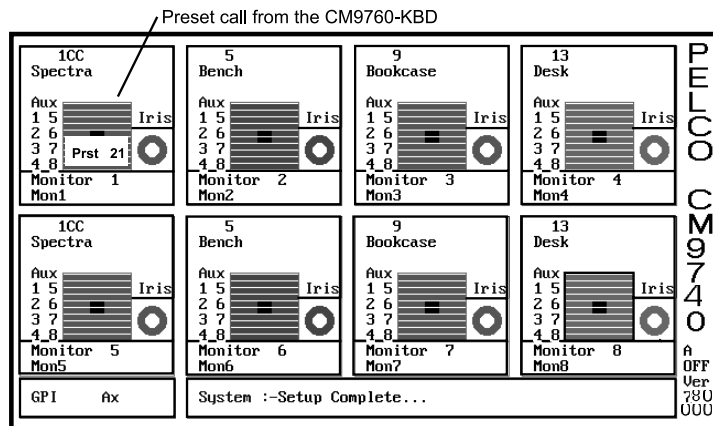 Preset call from the CM9760-KBD
1CC
Spectra
Aux
1 5
2 6
3 7
4 8
Iris
Prst 21
Monitor 1
Mon1
5
Bench
Aux
1 5
2 6
3 7
4 8
Iris
Monitor 2
Mon2
9
Bookcase
Aux
1 5
2 6
3 7
4 8
Iris
Monitor 3
Mon3
13
Desk
Aux
1 5
2 6
3 7
4 8
Iris
Monitor 4
Mon4
1CC
Spectra
Aux
1 5
2 6
3 7
4 8
Iris
Monitor 5
Mon5
5
Bench
Aux
1 5
2 6
3 7
4 8
Iris
Monitor 6
Mon6
9
Bookcase
Aux
1 5
2 6
3 7
4 8
Iris
Monitor 7
Mon7
13
Desk
Aux
1 5
2 6
3 7
4 8
Iris
Monitor 8
Mon8
GPI Ax
System :-Setup Complete...
PELCO CM9740
A
OFF
Ver
780
000